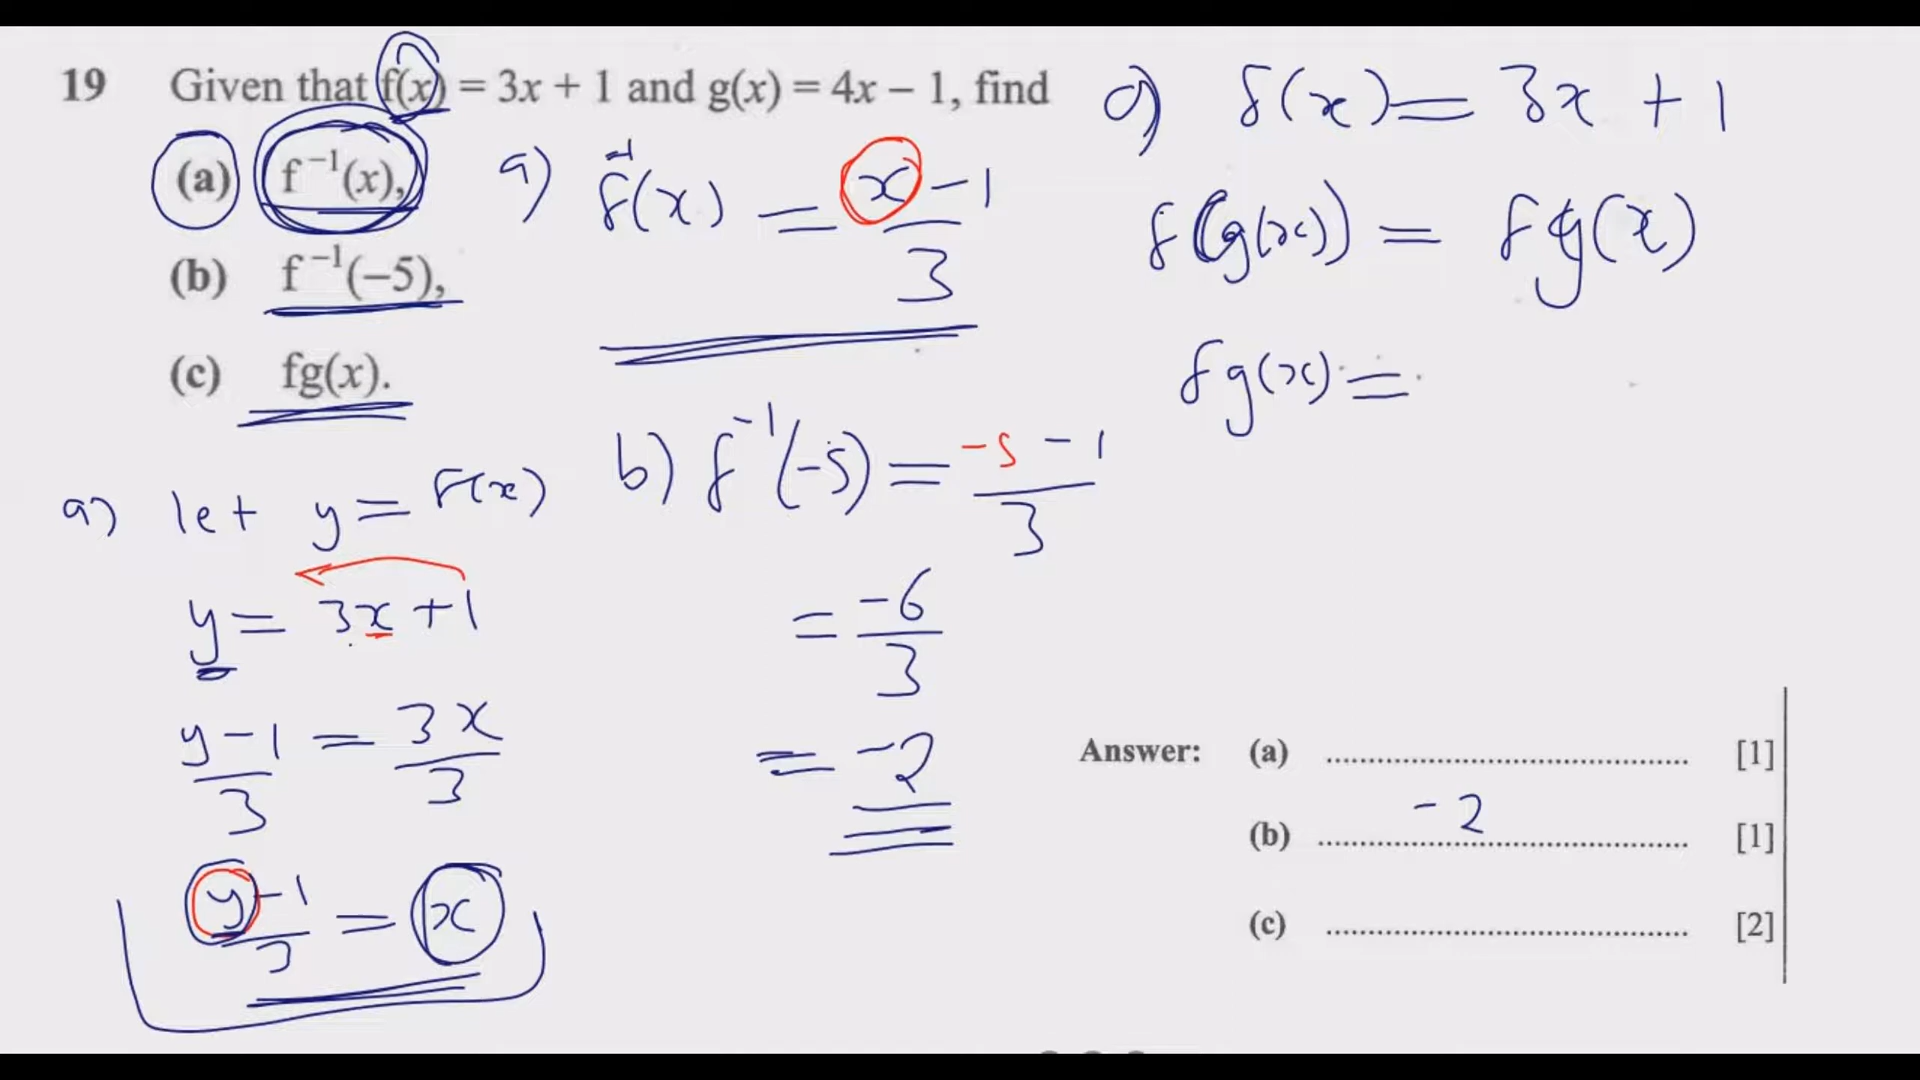 19 Given that f(x) = 3x + 1 and g(x) = 4x – 1, find
(a) f⁻¹(x),
(b) f⁻¹(–5),
(c) fg(x).
a) let y = f(x)
y = 3x + 1
(y – 1)/3 = 3x/3
(y – 1)/3 = x
a) f⁻¹(x) = (x – 1)/3
b) f⁻¹(–5) = (–5 – 1)/3
= –6/3
= –2
c) f(x) = 3x + 1
f(g(x)) = fg(x)
fg(x) =
Answer: (a) ........................................ [1]
(b) –2 ........................................ [1]
(c) ........................................ [2]